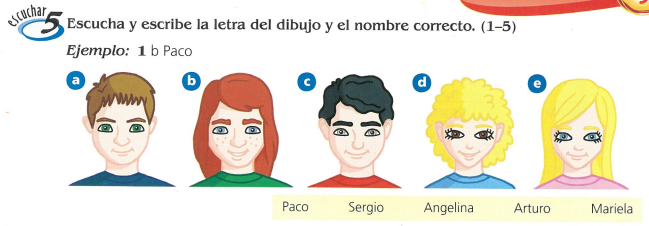 escuchar 5 Escucha y escribe la letra del dibujo y el nombre correcto. (1–5)
Ejemplo: 1 b Paco
a b c d e
Paco Sergio Angelina Arturo Mariela